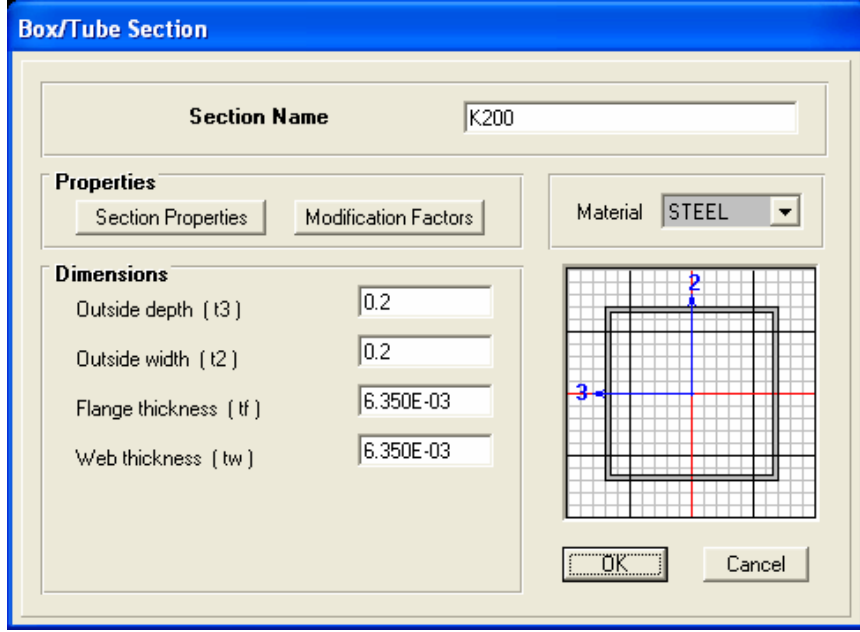 Box/Tube Section
Section Name K200
Properties
Section Properties Modification Factors
Material STEEL
Dimensions
Outside depth ( t3 ) 0.2
Outside width ( t2 ) 0.2
Flange thickness ( tf ) 6.350E-03
Web thickness ( tw ) 6.350E-03
2
3
OK Cancel